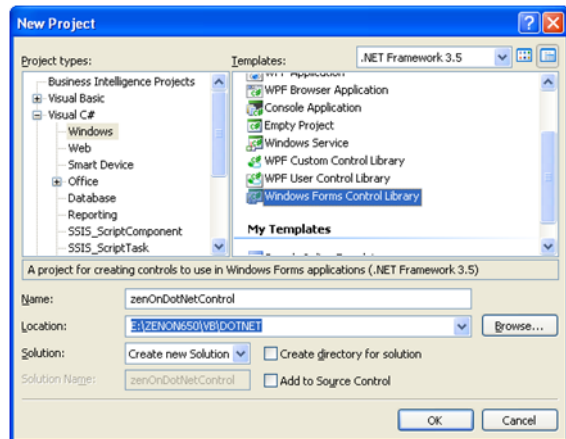 New Project
Project types:
Templates:
.NET Framework 3.5
Business Intelligence Projects
Visual Basic
Visual C#
Windows
Web
Smart Device
Office
Database
Reporting
SSIS_ScriptComponent
SSIS_ScriptTask
WPF Application
WPF Browser Application
Console Application
Empty Project
Windows Service
WPF Custom Control Library
WPF User Control Library
Windows Forms Control Library
My Templates
A project for creating controls to use in Windows Forms applications (.NET Framework 3.5)
Name:
zenOnDotNetControl
Location:
E:\ZENON650\VB\DOTNET
Browse...
Solution:
Create new Solution
Create directory for solution
Solution Name:
zenOnDotNetControl
Add to Source Control
OK
Cancel